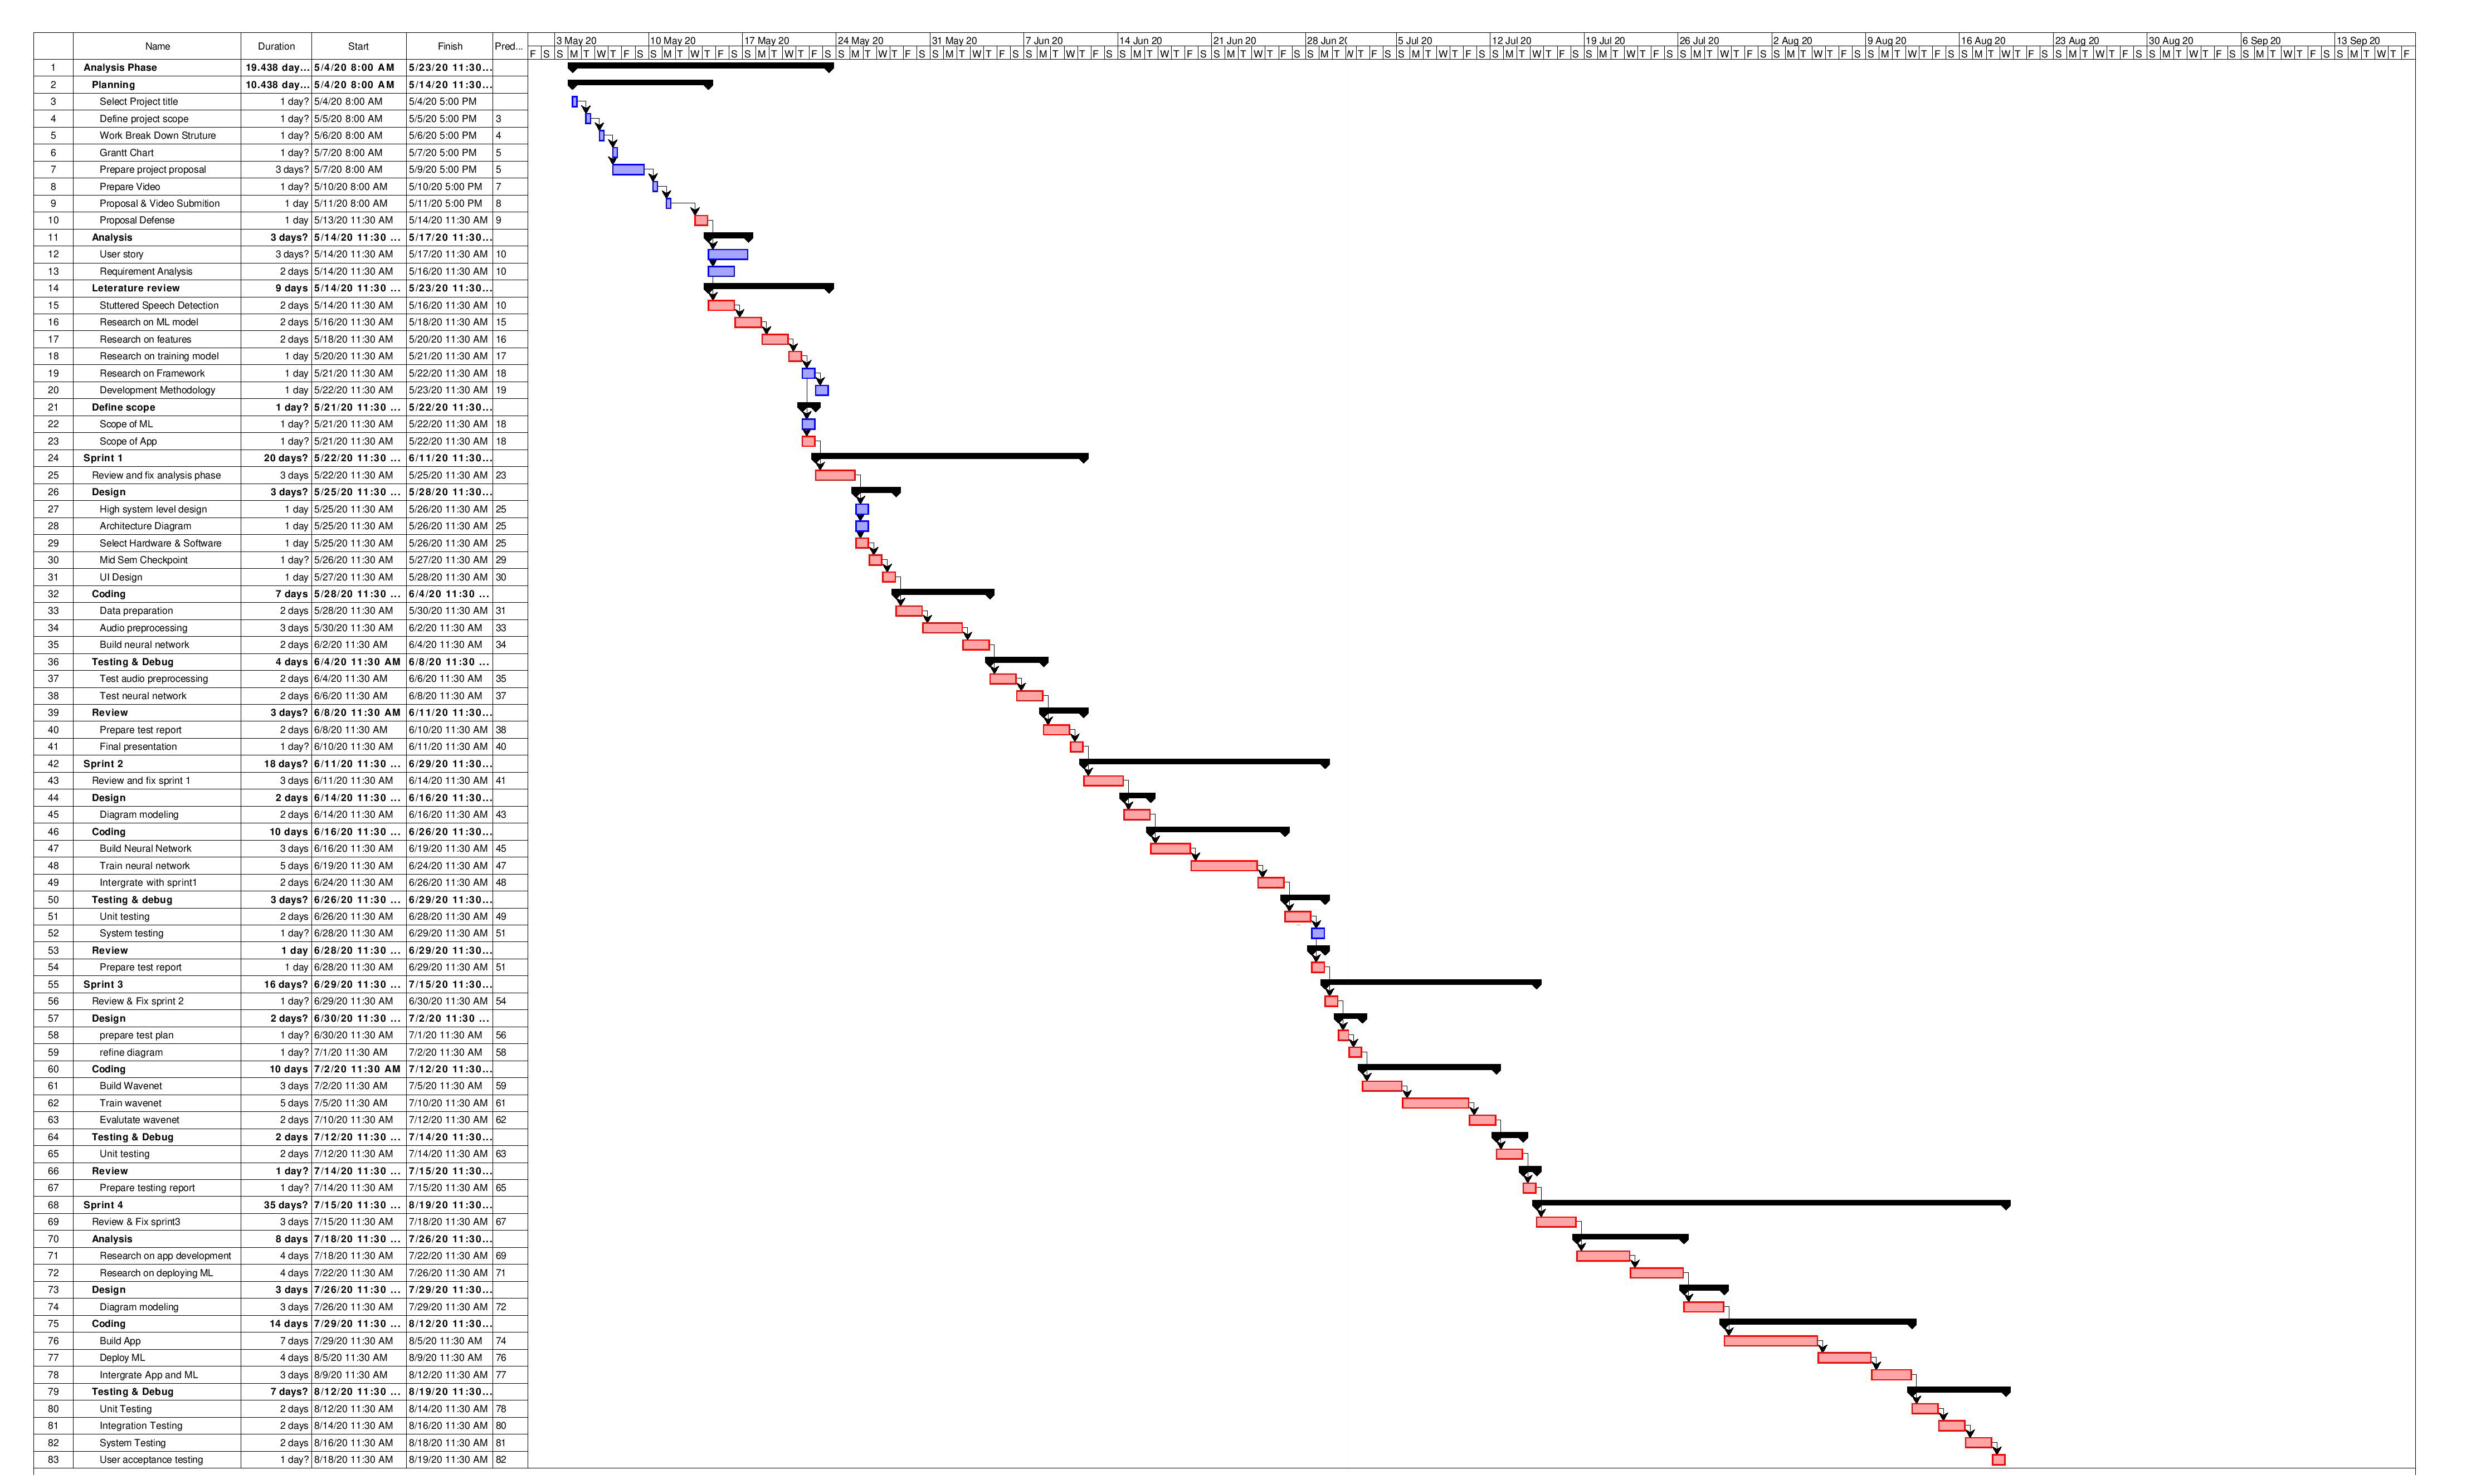 Name Duration Start Finish Pred... 3 May 20 10 May 20 17 May 20 24 May 20 31 May 20 7 Jun 20 14 Jun 20 21 Jun 20 28 Jun 20 5 Jul 20 12 Jul 20 19 Jul 20 26 Jul 20 2 Aug 20 9 Aug 20 16 Aug 20 23 Aug 20 30 Aug 20 6 Sep 20 13 Sep 20
F S S M T W T F S S M T W T F S S M T W T F S S M T W T F S S M T W T F S S M T W T F S S M T W T F S S M T W T F S S M T W T F S S M T W T F S S M T W T F S S M T W T F S S M T W T F S S M T W T F S S M T W T F S S M T W T F S S M T W T F S S M T W T F S S M T W T F S S M T W T F
1 Analysis Phase 19.438 day... 5/4/20 8:00 AM 5/23/20 11:30...
2 Planning 10.438 day... 5/4/20 8:00 AM 5/14/20 11:30...
3 Select Project title 1 day? 5/4/20 8:00 AM 5/4/20 5:00 PM
4 Define project scope 1 day? 5/5/20 8:00 AM 5/5/20 5:00 PM 3
5 Work Break Down Struture 1 day? 5/6/20 8:00 AM 5/6/20 5:00 PM 4
6 Grantt Chart 1 day? 5/7/20 8:00 AM 5/7/20 5:00 PM 5
7 Prepare project proposal 3 days? 5/7/20 8:00 AM 5/9/20 5:00 PM 5
8 Prepare Video 1 day? 5/10/20 8:00 AM 5/10/20 5:00 PM 7
9 Proposal & Video Submition 1 day 5/11/20 8:00 AM 5/11/20 5:00 PM 8
10 Proposal Defense 1 day 5/13/20 11:30 AM 5/14/20 11:30 AM 9
11 Analysis 3 days? 5/14/20 11:30 ... 5/17/20 11:30...
12 User story 3 days? 5/14/20 11:30 AM 5/17/20 11:30 AM 10
13 Requirement Analysis 2 days 5/14/20 11:30 AM 5/16/20 11:30 AM 10
14 Leterature review 9 days 5/14/20 11:30 ... 5/23/20 11:30...
15 Stuttered Speech Detection 2 days 5/14/20 11:30 AM 5/16/20 11:30 AM 10
16 Research on ML model 2 days 5/16/20 11:30 AM 5/18/20 11:30 AM 15
17 Research on features 2 days 5/18/20 11:30 AM 5/20/20 11:30 AM 16
18 Research on training model 1 day 5/20/20 11:30 AM 5/21/20 11:30 AM 17
19 Research on Framework 1 day 5/21/20 11:30 AM 5/22/20 11:30 AM 18
20 Development Methodology 1 day 5/22/20 11:30 AM 5/23/20 11:30 AM 19
21 Define scope 1 day? 5/21/20 11:30 ... 5/22/20 11:30...
22 Scope of ML 1 day? 5/21/20 11:30 AM 5/22/20 11:30 AM 18
23 Scope of App 1 day? 5/21/20 11:30 AM 5/22/20 11:30 AM 18
24 Sprint 1 20 days? 5/22/20 11:30 ... 6/11/20 11:30...
25 Review and fix analysis phase 3 days 5/22/20 11:30 AM 5/25/20 11:30 AM 23
26 Design 3 days? 5/25/20 11:30 ... 5/28/20 11:30...
27 High system level design 1 day 5/25/20 11:30 AM 5/26/20 11:30 AM 25
28 Architecture Diagram 1 day 5/25/20 11:30 AM 5/26/20 11:30 AM 25
29 Select Hardware & Software 1 day 5/25/20 11:30 AM 5/26/20 11:30 AM 25
30 Mid Sem Checkpoint 1 day? 5/26/20 11:30 AM 5/27/20 11:30 AM 29
31 UI Design 1 day 5/27/20 11:30 AM 5/28/20 11:30 AM 30
32 Coding 7 days 5/28/20 11:30 ... 6/4/20 11:30 ...
33 Data preparation 2 days 5/28/20 11:30 AM 5/30/20 11:30 AM 31
34 Audio preprocessing 3 days 5/30/20 11:30 AM 6/2/20 11:30 AM 33
35 Build neural network 2 days 6/2/20 11:30 AM 6/4/20 11:30 AM 34
36 Testing & Debug 4 days 6/4/20 11:30 AM 6/8/20 11:30 ...
37 Test audio preprocessing 2 days 6/4/20 11:30 AM 6/6/20 11:30 AM 35
38 Test neural network 2 days 6/6/20 11:30 AM 6/8/20 11:30 AM 37
39 Review 3 days? 6/8/20 11:30 AM 6/11/20 11:30...
40 Prepare test report 2 days 6/8/20 11:30 AM 6/10/20 11:30 AM 38
41 Final presentation 1 day? 6/10/20 11:30 AM 6/11/20 11:30 AM 40
42 Sprint 2 18 days? 6/11/20 11:30 ... 6/29/20 11:30...
43 Review and fix sprint 1 3 days 6/11/20 11:30 AM 6/14/20 11:30 AM 41
44 Design 2 days 6/14/20 11:30 ... 6/16/20 11:30...
45 Diagram modeling 2 days 6/14/20 11:30 AM 6/16/20 11:30 AM 43
46 Coding 10 days 6/16/20 11:30 ... 6/26/20 11:30...
47 Build Neural Network 3 days 6/16/20 11:30 AM 6/19/20 11:30 AM 45
48 Train neural network 5 days 6/19/20 11:30 AM 6/24/20 11:30 AM 47
49 Intergrate with sprint1 2 days 6/24/20 11:30 AM 6/26/20 11:30 AM 48
50 Testing & debug 3 days? 6/26/20 11:30 ... 6/29/20 11:30...
51 Unit testing 2 days 6/26/20 11:30 AM 6/28/20 11:30 AM 49
52 System testing 1 day? 6/28/20 11:30 AM 6/29/20 11:30 AM 51
53 Review 1 day 6/28/20 11:30 ... 6/29/20 11:30...
54 Prepare test report 1 day 6/28/20 11:30 AM 6/29/20 11:30 AM 51
55 Sprint 3 16 days? 6/29/20 11:30 ... 7/15/20 11:30...
56 Review & Fix sprint 2 1 day? 6/29/20 11:30 AM 6/30/20 11:30 AM 54
57 Design 2 days? 6/30/20 11:30 ... 7/2/20 11:30 ...
58 prepare test plan 1 day? 6/30/20 11:30 AM 7/1/20 11:30 AM 56
59 refine diagram 1 day? 7/1/20 11:30 AM 7/2/20 11:30 AM 58
60 Coding 10 days 7/2/20 11:30 AM 7/12/20 11:30...
61 Build Wavenet 3 days 7/2/20 11:30 AM 7/5/20 11:30 AM 59
62 Train wavenet 5 days 7/5/20 11:30 AM 7/10/20 11:30 AM 61
63 Evalutate wavenet 2 days 7/10/20 11:30 AM 7/12/20 11:30 AM 62
64 Testing & Debug 2 days 7/12/20 11:30 ... 7/14/20 11:30...
65 Unit testing 2 days 7/12/20 11:30 AM 7/14/20 11:30 AM 63
66 Review 1 day? 7/14/20 11:30 ... 7/15/20 11:30...
67 Prepare testing report 1 day? 7/14/20 11:30 AM 7/15/20 11:30 AM 65
68 Sprint 4 35 days? 7/15/20 11:30 ... 8/19/20 11:30...
69 Review & Fix sprint3 3 days 7/15/20 11:30 AM 7/18/20 11:30 AM 67
70 Analysis 8 days 7/18/20 11:30 ... 7/26/20 11:30...
71 Research on app development 4 days 7/18/20 11:30 AM 7/22/20 11:30 AM 69
72 Research on deploying ML 4 days 7/22/20 11:30 AM 7/26/20 11:30 AM 71
73 Design 3 days 7/26/20 11:30 ... 7/29/20 11:30...
74 Diagram modeling 3 days 7/26/20 11:30 AM 7/29/20 11:30 AM 72
75 Coding 14 days 7/29/20 11:30 ... 8/12/20 11:30...
76 Build App 7 days 7/29/20 11:30 AM 8/5/20 11:30 AM 74
77 Deploy ML 4 days 8/5/20 11:30 AM 8/9/20 11:30 AM 76
78 Intergrate App and ML 3 days 8/9/20 11:30 AM 8/12/20 11:30 AM 77
79 Testing & Debug 7 days? 8/12/20 11:30 ... 8/19/20 11:30...
80 Unit Testing 2 days 8/12/20 11:30 AM 8/14/20 11:30 AM 78
81 Integration Testing 2 days 8/14/20 11:30 AM 8/16/20 11:30 AM 80
82 System Testing 2 days 8/16/20 11:30 AM 8/18/20 11:30 AM 81
83 User acceptance testing 1 day? 8/18/20 11:30 AM 8/19/20 11:30 AM 82